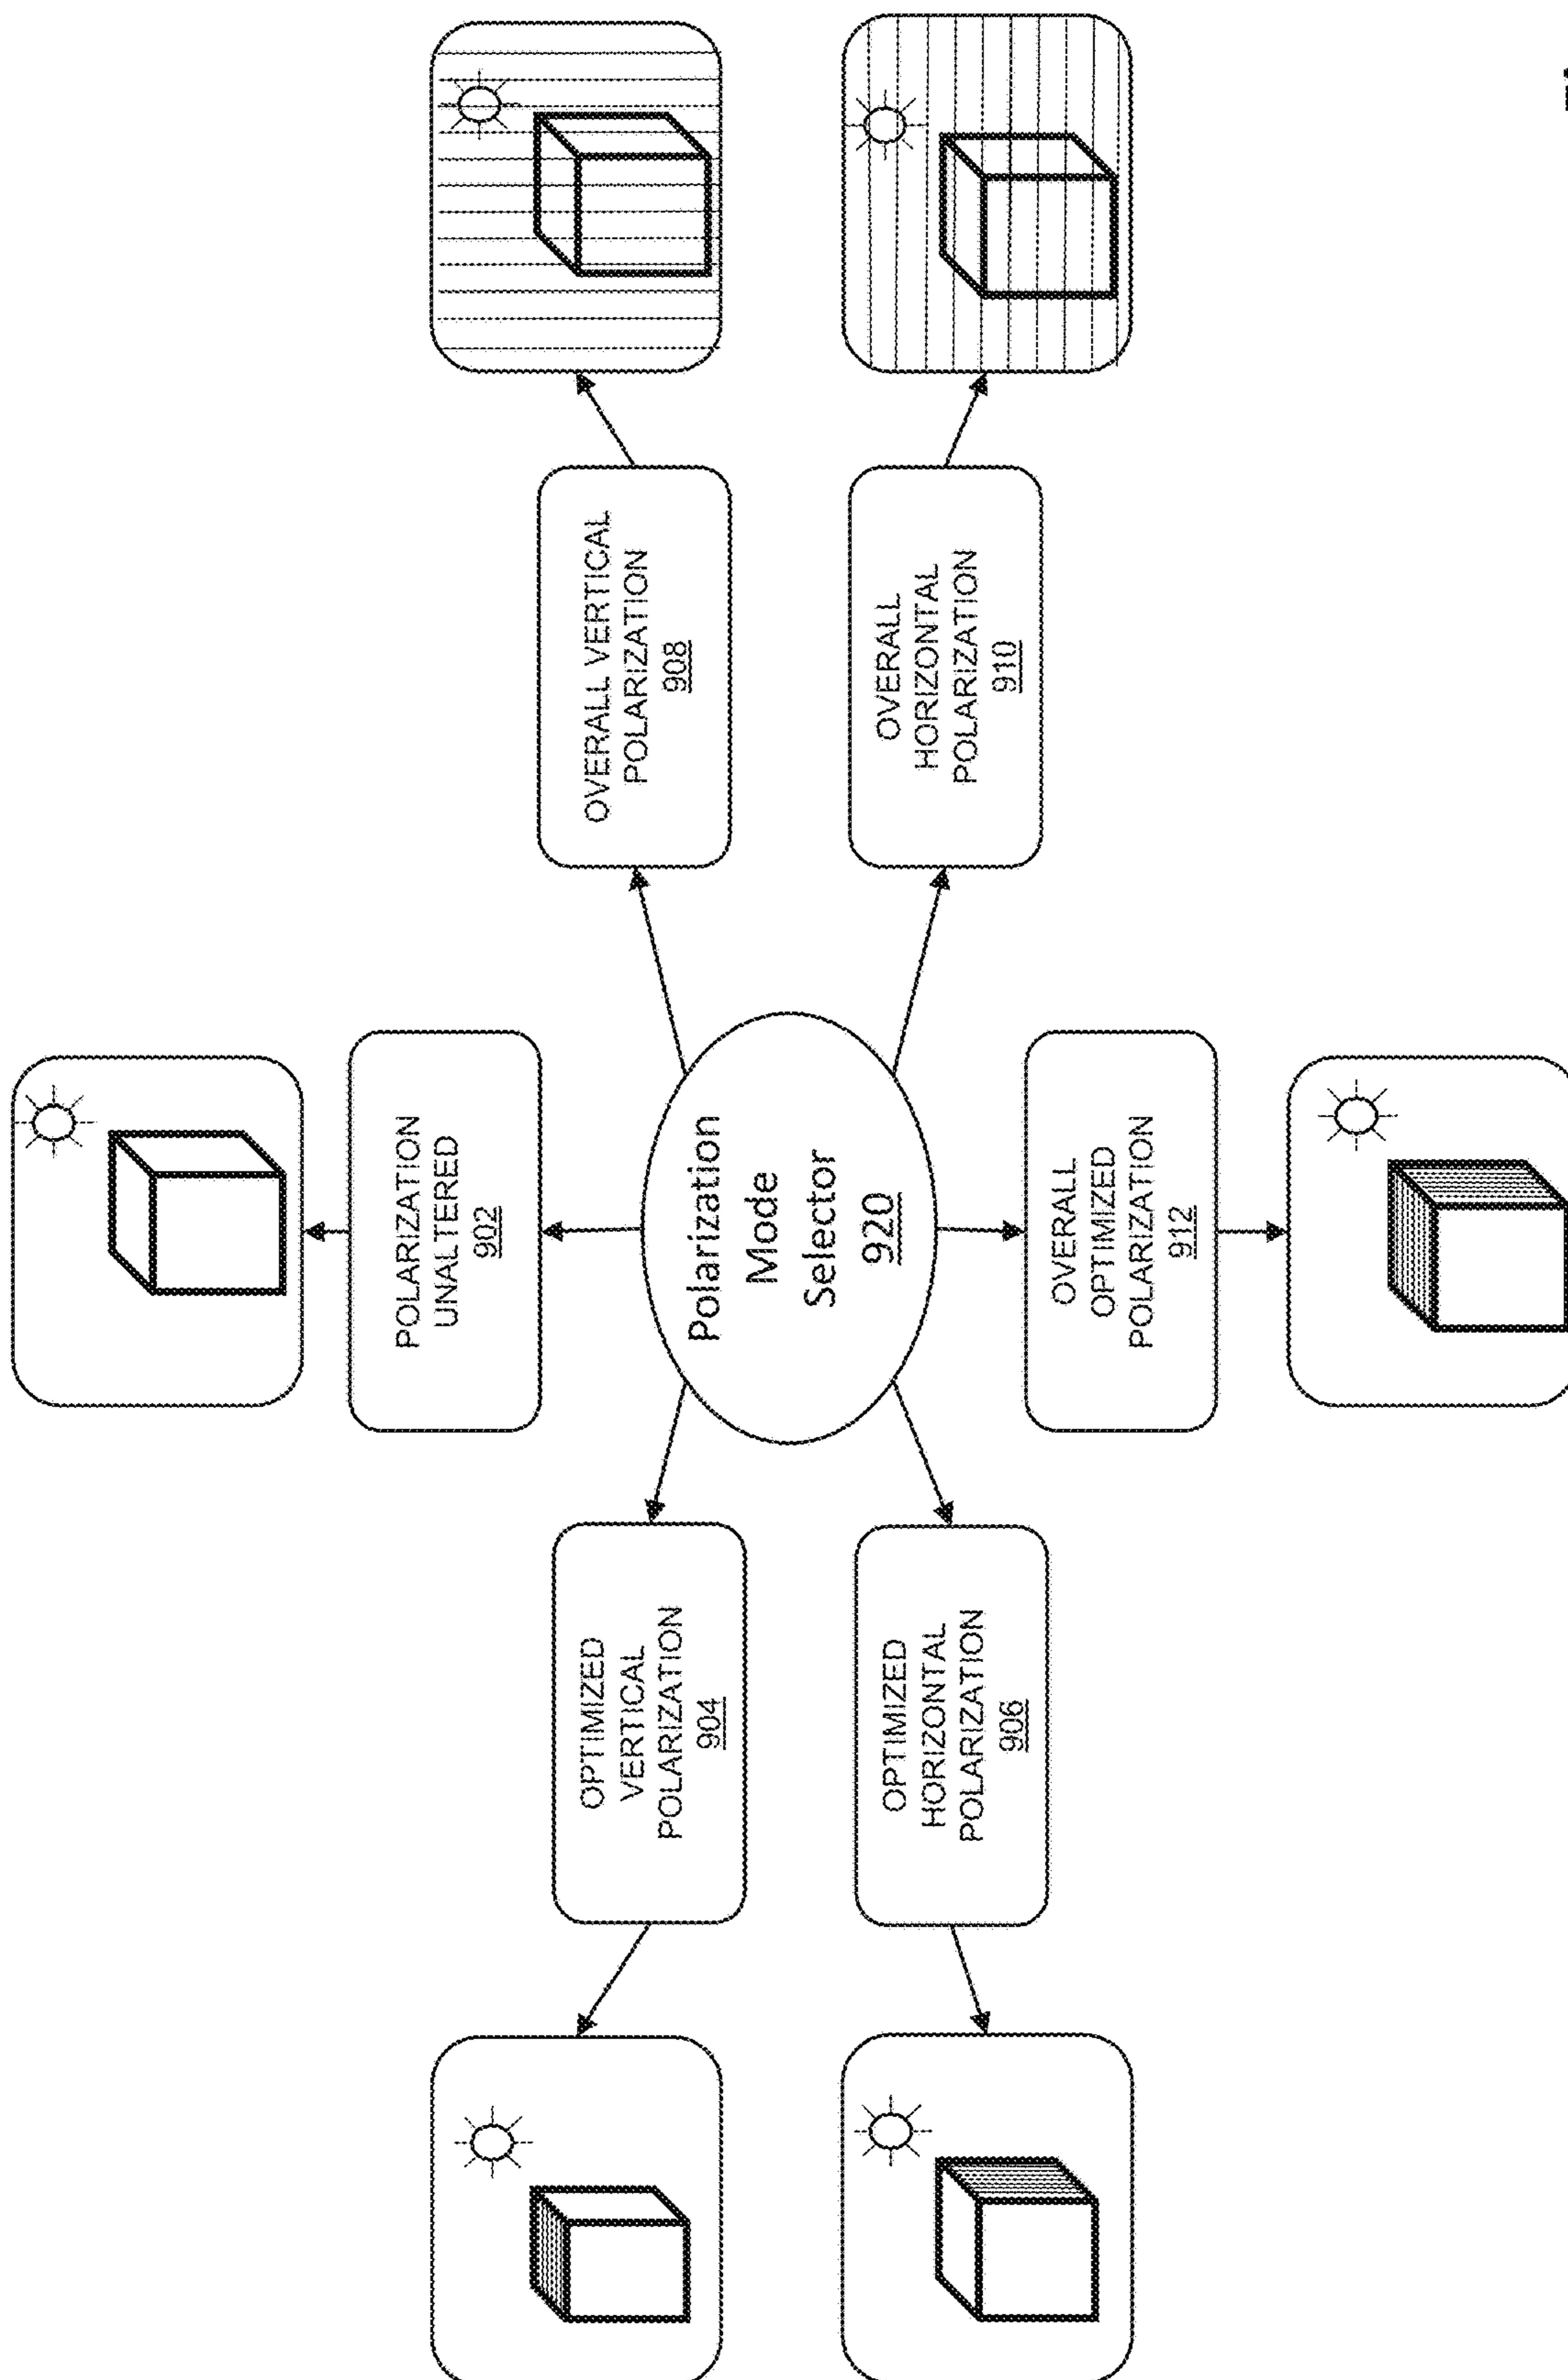 POLARIZATION
UNALTERED
902
OPTIMIZED
VERTICAL
POLARIZATION
904
OVERALL VERTICAL
POLARIZATION
908
Polarization
Mode
Selector
920
OPTIMIZED
HORIZONTAL
POLARIZATION
906
OVERALL
HORIZONTAL
POLARIZATION
910
OVERALL
OPTIMIZED
POLARIZATION
912